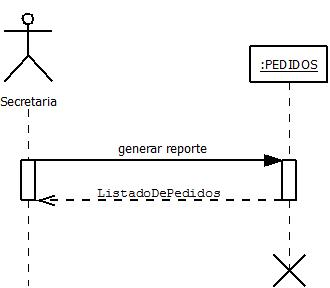 :PEDIDOS
Secretaria
generar reporte
ListadoDePedidos